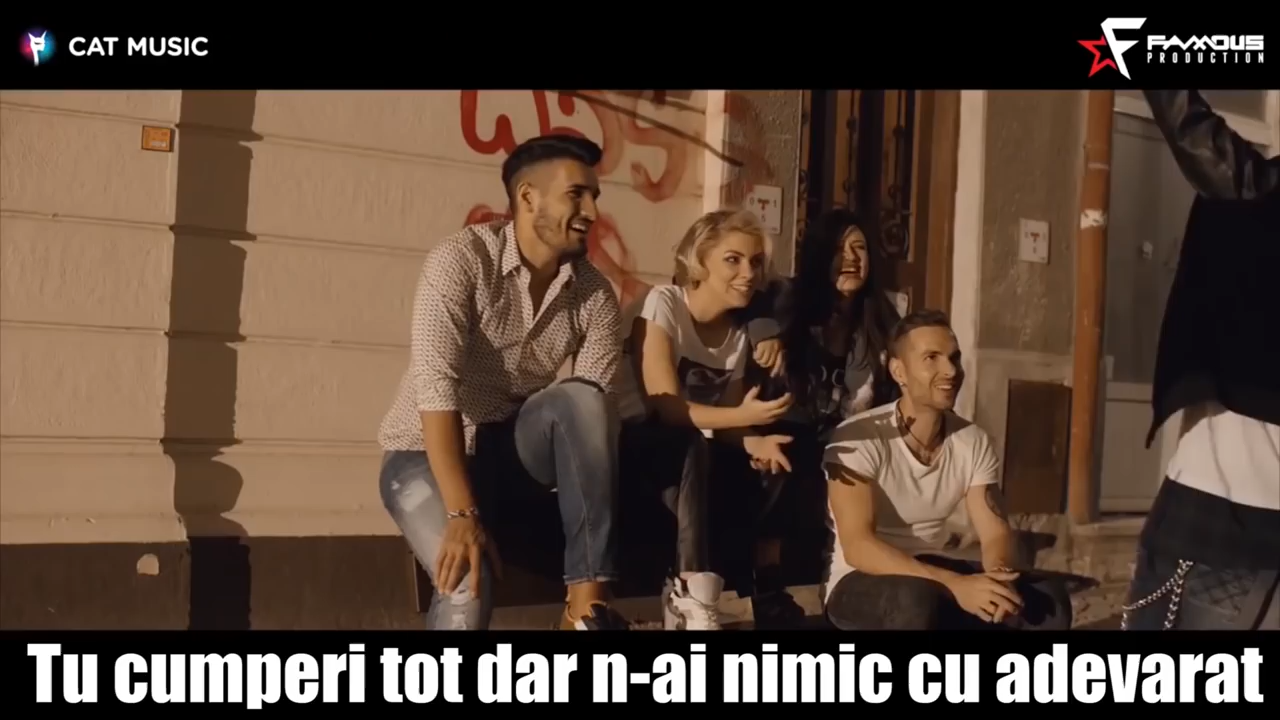 CAT MUSIC
FAMOUS
PRODUCTION
Tu cumperi tot dar n-ai nimic cu adevarat